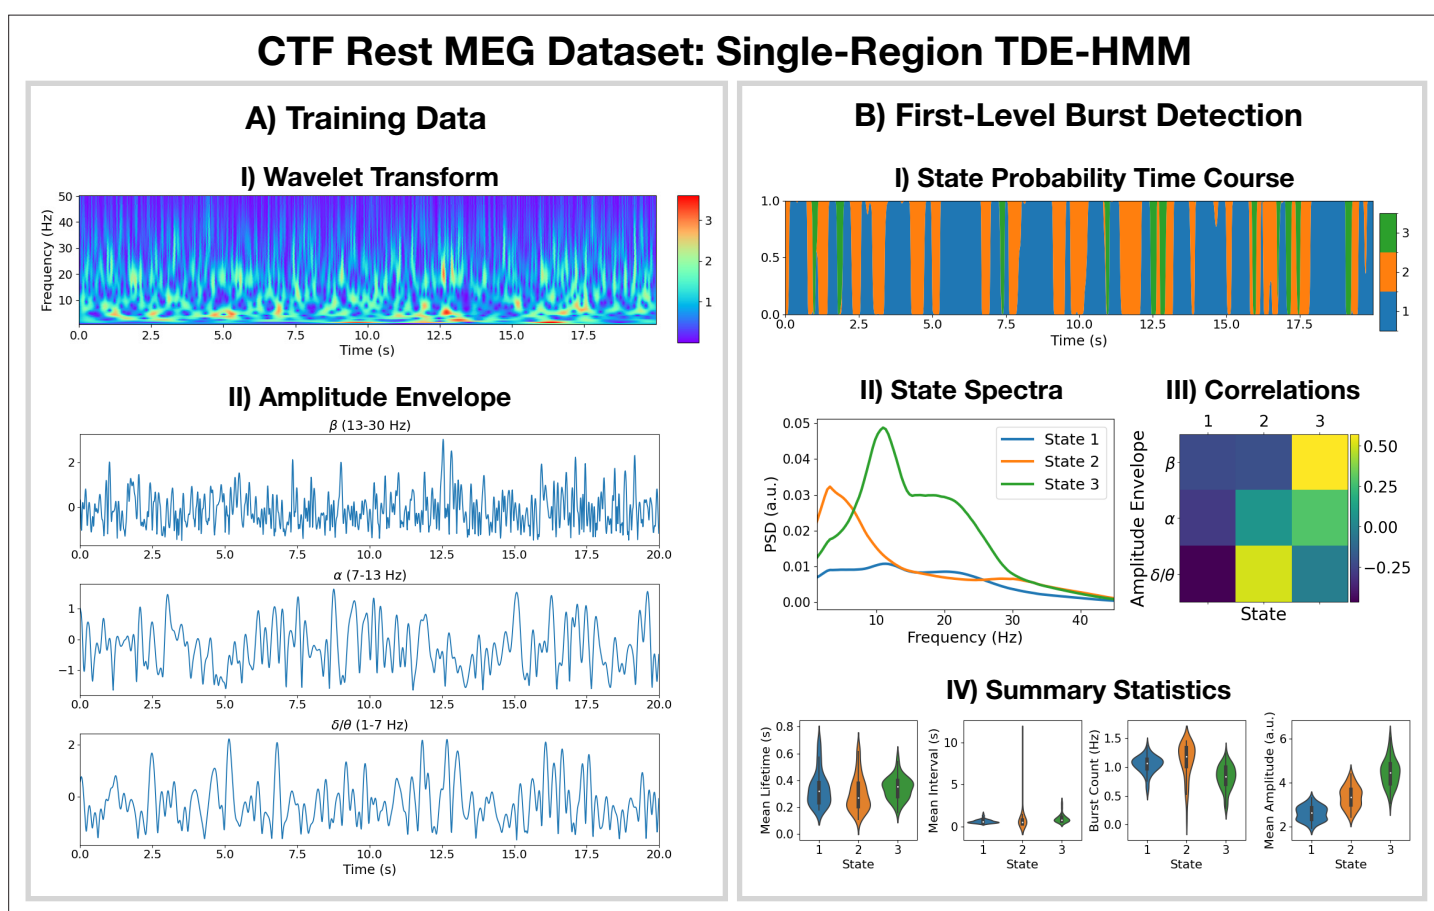 CTF Rest MEG Dataset: Single-Region TDE-HMM
A) Training Data
I) Wavelet Transform
Frequency (Hz)
50
40
30
20
10
0.0 2.5 5.0 7.5 10.0 12.5 15.0 17.5
Time (s)
3
2
1
II) Amplitude Envelope
β (13-30 Hz)
2
0
0.0 2.5 5.0 7.5 10.0 12.5 15.0 17.5 20.0
α (7-13 Hz)
1
0
−1
0.0 2.5 5.0 7.5 10.0 12.5 15.0 17.5 20.0
δ/θ (1-7 Hz)
2
0
0.0 2.5 5.0 7.5 10.0 12.5 15.0 17.5 20.0
Time (s)
B) First-Level Burst Detection
I) State Probability Time Course
1.0
0.5
0.0
0.0 2.5 5.0 7.5 10.0 12.5 15.0 17.5
Time (s)
3
2
1
II) State Spectra
PSD (a.u.)
0.05
0.04
0.03
0.02
0.01
0.00
10 20 30 40
Frequency (Hz)
State 1
State 2
State 3
III) Correlations
1 2 3
Amplitude Envelope
β
α
δ/θ
State
0.50
0.25
0.00
−0.25
IV) Summary Statistics
Mean Lifetime (s)
0.8
0.6
0.4
0.2
0.0
1 2 3
State
Mean Interval (s)
10
5
0
1 2 3
State
Burst Count (Hz)
1.5
1.0
0.5
0.0
1 2 3
State
Mean Amplitude (a.u.)
6
4
2
1 2 3
State